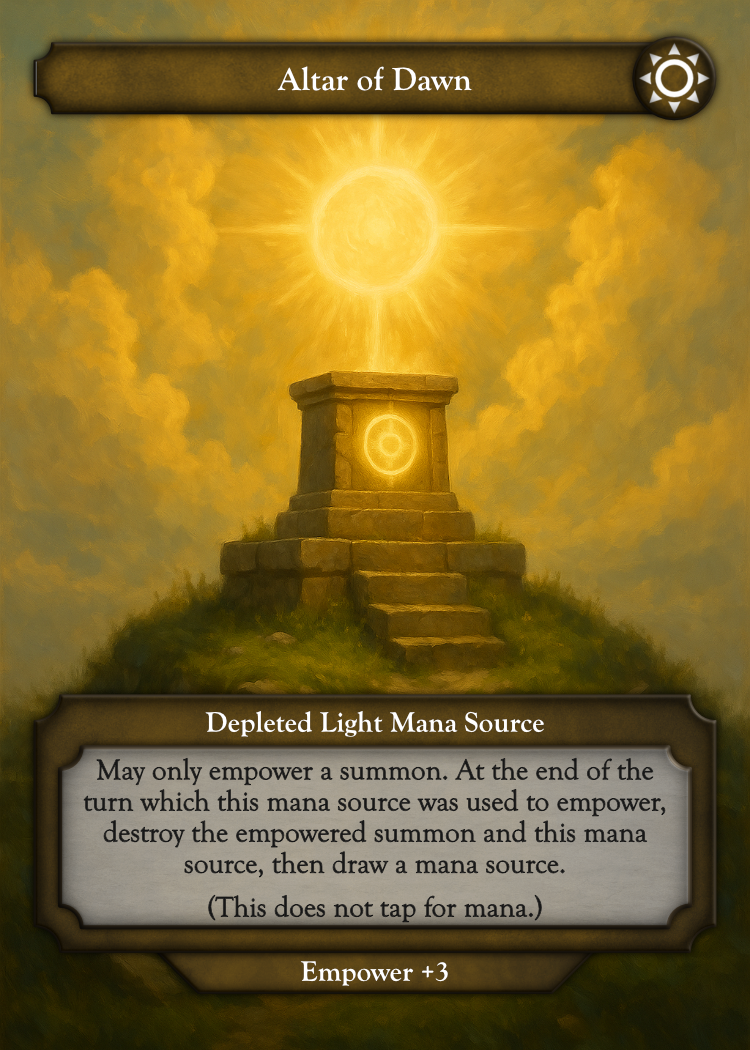 Altar of Dawn
Depleted Light Mana Source
May only empower a summon. At the end of the
turn which this mana source was used to empower,
destroy the empowered summon and this mana
source, then draw a mana source.
(This does not tap for mana.)
Empower +3